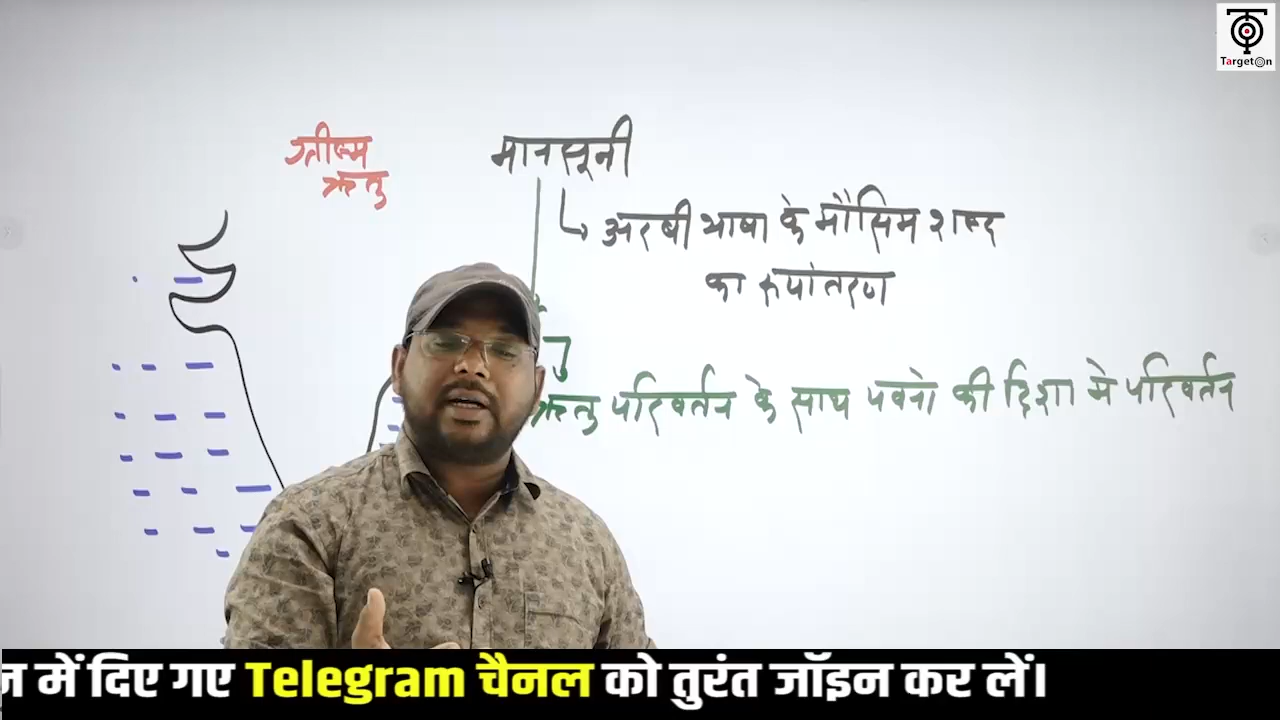 TargetOn
ग्रीष्म
ऋतु
मानसूनी
अरबी भाषा के मौसिम शब्द
का रूपांतरण
ऋतु परिवर्तन के साथ पवनो की दिशा मे परिवर्तन
में दिए गए Telegram चैनल को तुरंत जॉइन कर लें।